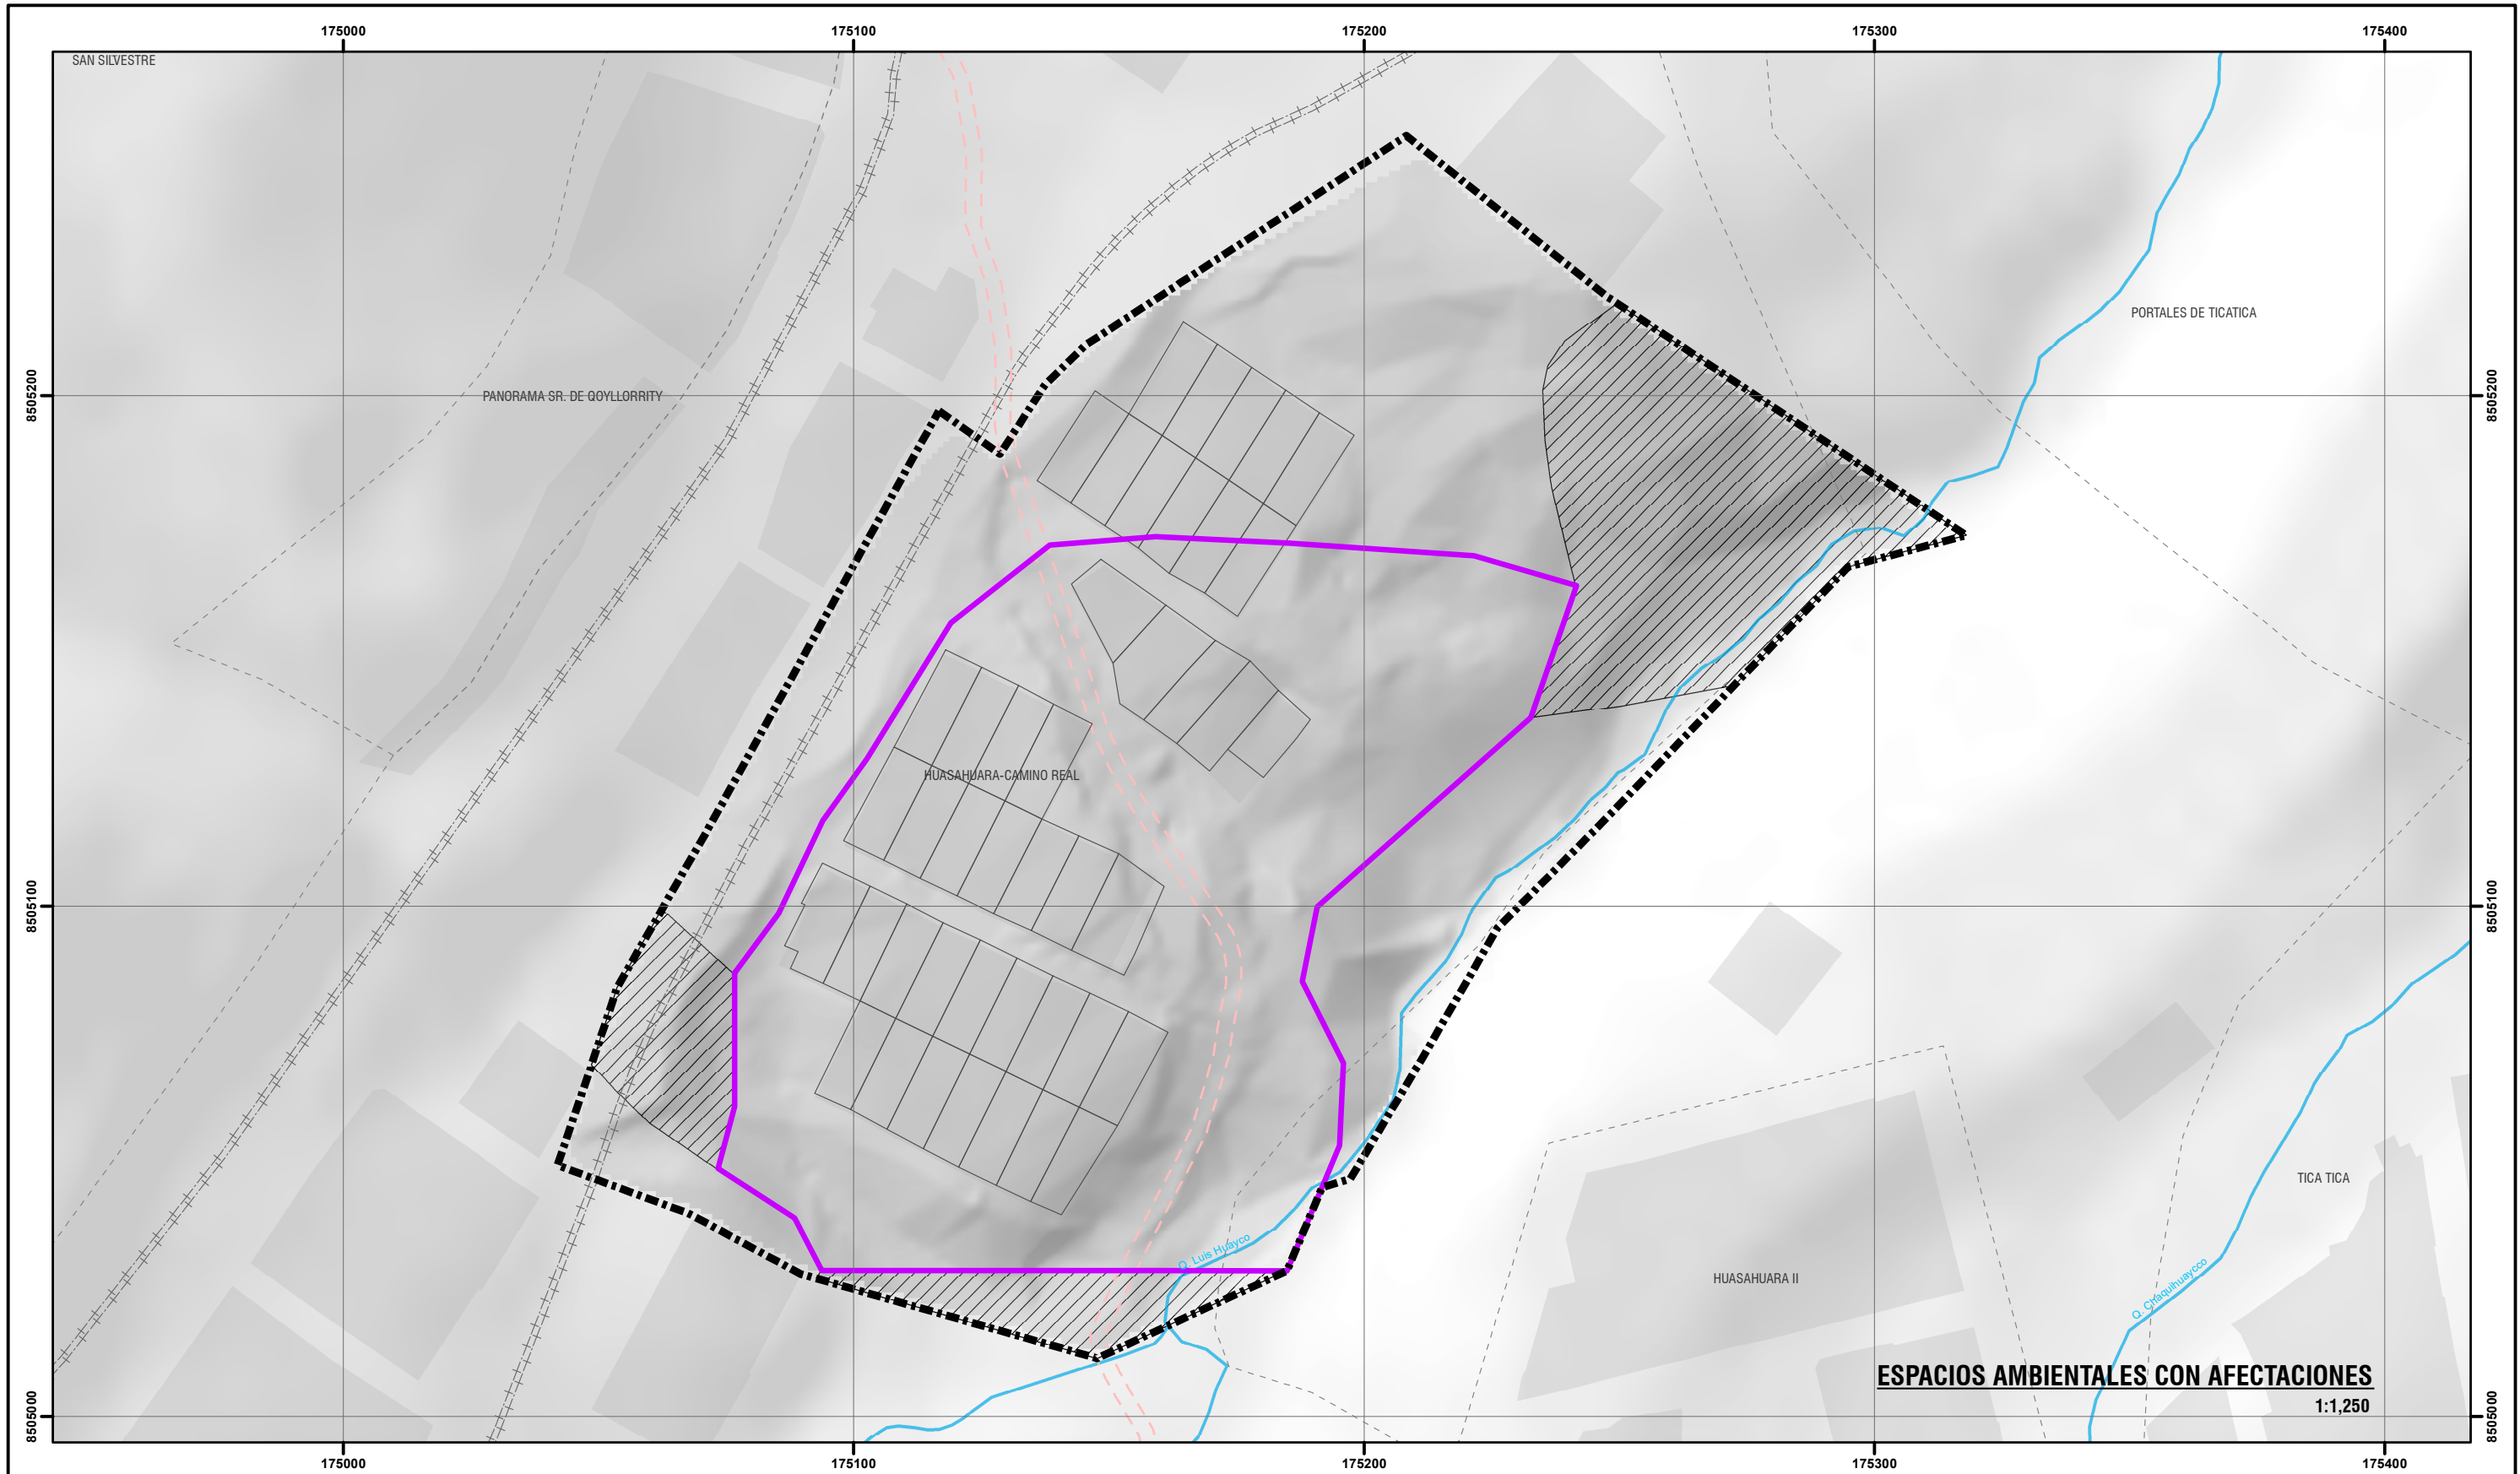 175000 175100 175200 175300 175400
SAN SILVESTRE
PORTALES DE TICATICA
8505200 8505200
PANORAMA SR. DE QOYLLORRITY
HUASAHUARA-CAMINO REAL
8505100 8505100
TICA TICA
Q. Luis Huayco
HUASAHUARA II
Q. Chaquihuaycco
ESPACIOS AMBIENTALES CON AFECTACIONES
1:1,250
8505000 8505000
175000 175100 175200 175300 175400